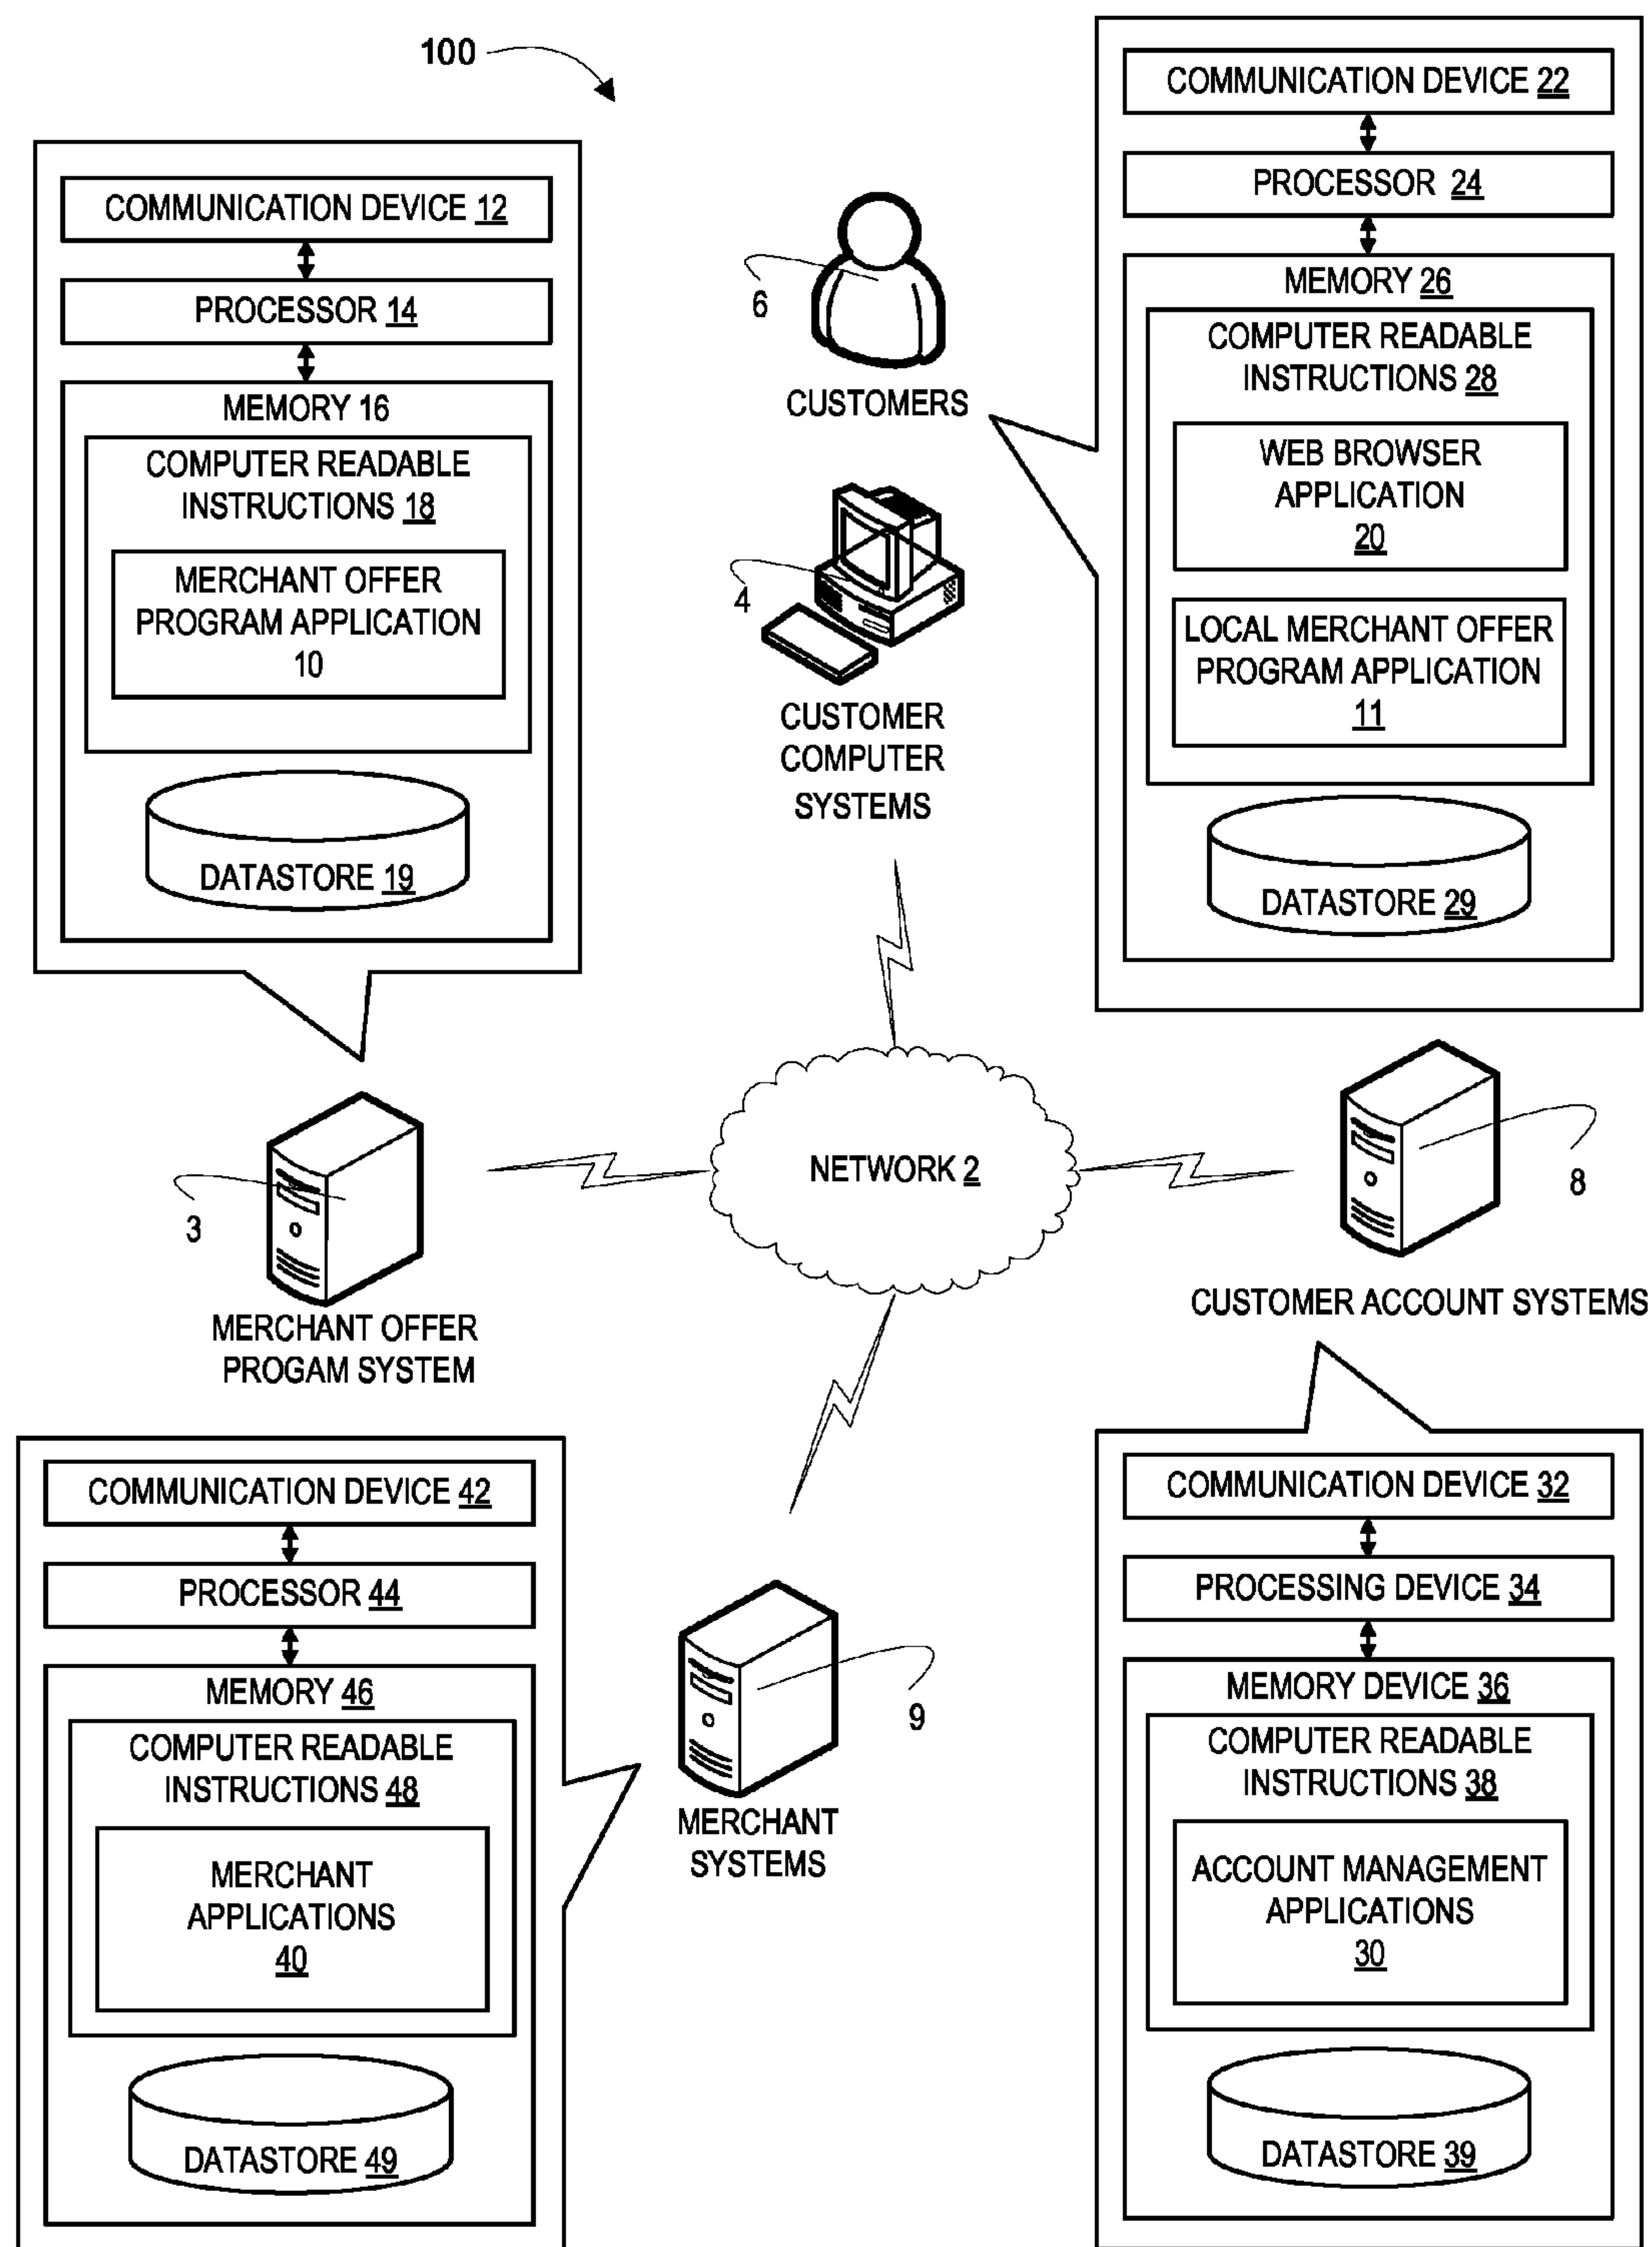 100
COMMUNICATION DEVICE 12
PROCESSOR 14
MEMORY 16
COMPUTER READABLE
INSTRUCTIONS 18
MERCHANT OFFER
PROGRAM APPLICATION
10
DATASTORE 19
6
CUSTOMERS
4
CUSTOMER
COMPUTER
SYSTEMS
COMMUNICATION DEVICE 22
PROCESSOR 24
MEMORY 26
COMPUTER READABLE
INSTRUCTIONS 28
WEB BROWSER
APPLICATION
20
LOCAL MERCHANT OFFER
PROGRAM APPLICATION
11
DATASTORE 29
3
MERCHANT OFFER
PROGAM SYSTEM
NETWORK 2
8
CUSTOMER ACCOUNT SYSTEMS
COMMUNICATION DEVICE 42
PROCESSOR 44
MEMORY 46
COMPUTER READABLE
INSTRUCTIONS 48
MERCHANT
APPLICATIONS
40
DATASTORE 49
9
MERCHANT
SYSTEMS
COMMUNICATION DEVICE 32
PROCESSING DEVICE 34
MEMORY DEVICE 36
COMPUTER READABLE
INSTRUCTIONS 38
ACCOUNT MANAGEMENT
APPLICATIONS
30
DATASTORE 39